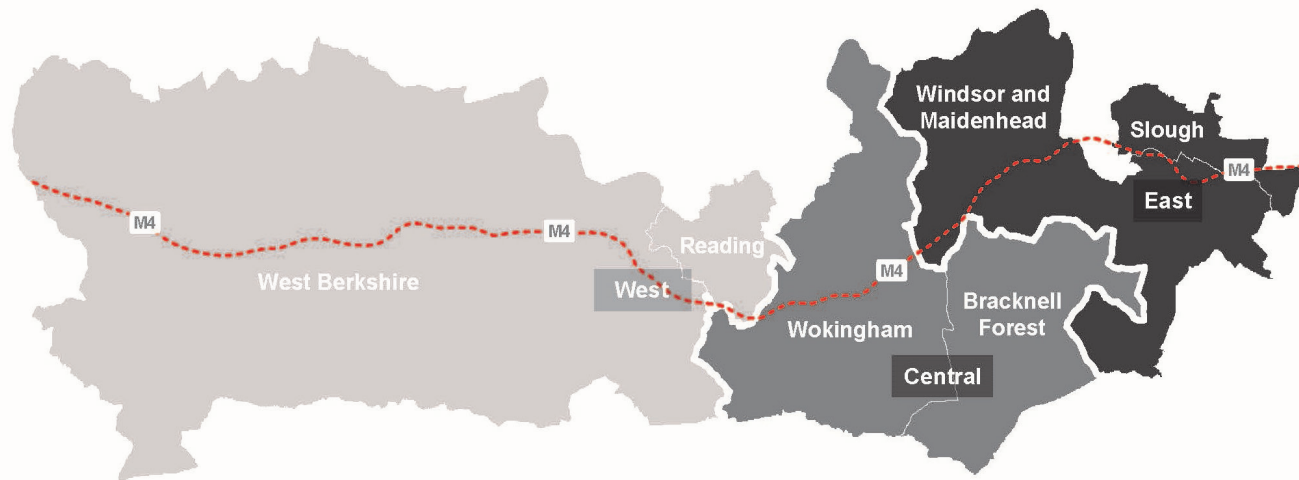 Windsor and
Maidenhead
Slough
M4
East
M4
M4
Reading
West Berkshire
West
M4
Bracknell
Forest
Wokingham
Central